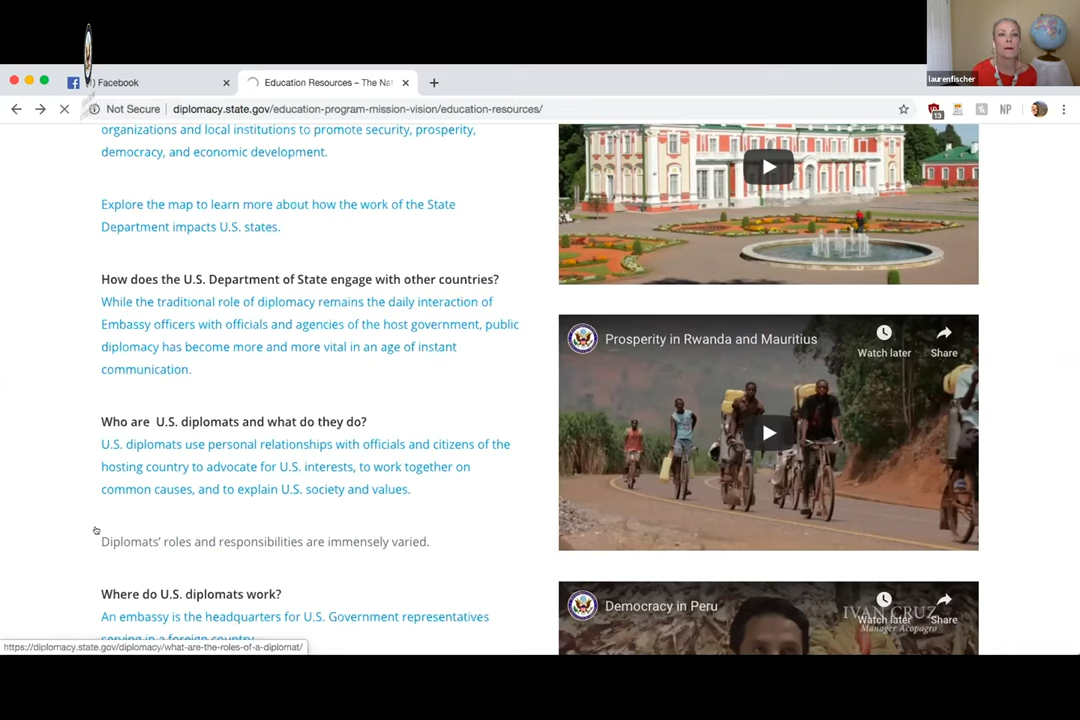 laurenfischer
Facebook
Education Resources – The Nat
Not Secure
diplomacy.state.gov/education-program-mission-vision/education-resources/
13
NP
organizations and local institutions to promote security, prosperity,
democracy, and economic development.
Explore the map to learn more about how the work of the State
Department impacts U.S. states.
How does the U.S. Department of State engage with other countries?
While the traditional role of diplomacy remains the daily interaction of
Embassy officers with officials and agencies of the host government, public
diplomacy has become more and more vital in an age of instant
communication.
Who are U.S. diplomats and what do they do?
U.S. diplomats use personal relationships with officials and citizens of the
hosting country to advocate for U.S. interests, to work together on
common causes, and to explain U.S. society and values.
Diplomats’ roles and responsibilities are immensely varied.
Where do U.S. diplomats work?
An embassy is the headquarters for U.S. Government representatives
serving in a foreign country.
https://diplomacy.state.gov/diplomacy/what-are-the-roles-of-a-diplomat/
Prosperity in Rwanda and Mauritius
Watch later
Share
Democracy in Peru
IVAN CRUZ
Manager Acopagro
Watch later
Share